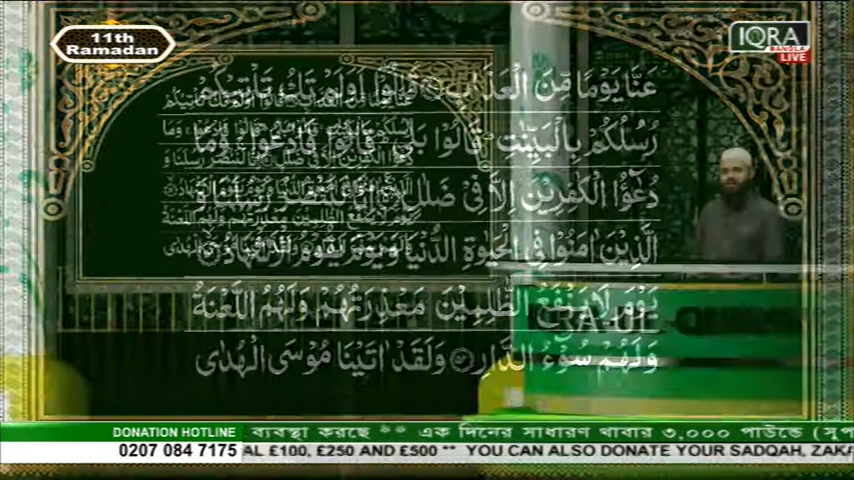 11th
Ramadan
IQRA
BANGLA
LIVE
عَنَّا يَوْمًا مِّنَ الْعَذَابِ قَالُوٓا۟ أَوَلَمْ تَكُ تَأْتِيكُمْ
رُسُلُكُم بِالْبَيِّنَٰتِ قَالُوا۟ بَلَىٰ قَالُوا۟ فَادْعُوا۟ وَمَا
دُعَٰٓؤُا۟ الْكَٰفِرِينَ إِلَّا فِى ضَلَٰلٍ إِنَّا لَنَنصُرُ رُسُلَنَا
الَّذِينَ ءَامَنُوا۟ فِى الْحَيَوٰةِ الدُّنْيَا وَيَوْمَ يَقُومُ الْأَشْهَٰدُ
يَوْمَ لَا يَنفَعُ الظَّٰلِمِينَ مَعْذِرَتُهُمْ وَلَهُمُ اللَّعْنَةُ
وَلَهُمْ سُوٓءُ الدَّارِ وَلَقَدْ ءَاتَيْنَا مُوسَى الْهُدَىٰ
DONATION HOTLINE
0207 084 7175
ব্যবস্থা করছে ** এক দিনের সাধারণ খাবার ৩,০০০ পাউন্ডে (সুপ
AL £100, £250 AND £500 ** YOU CAN ALSO DONATE YOUR SADQAH, ZAKA